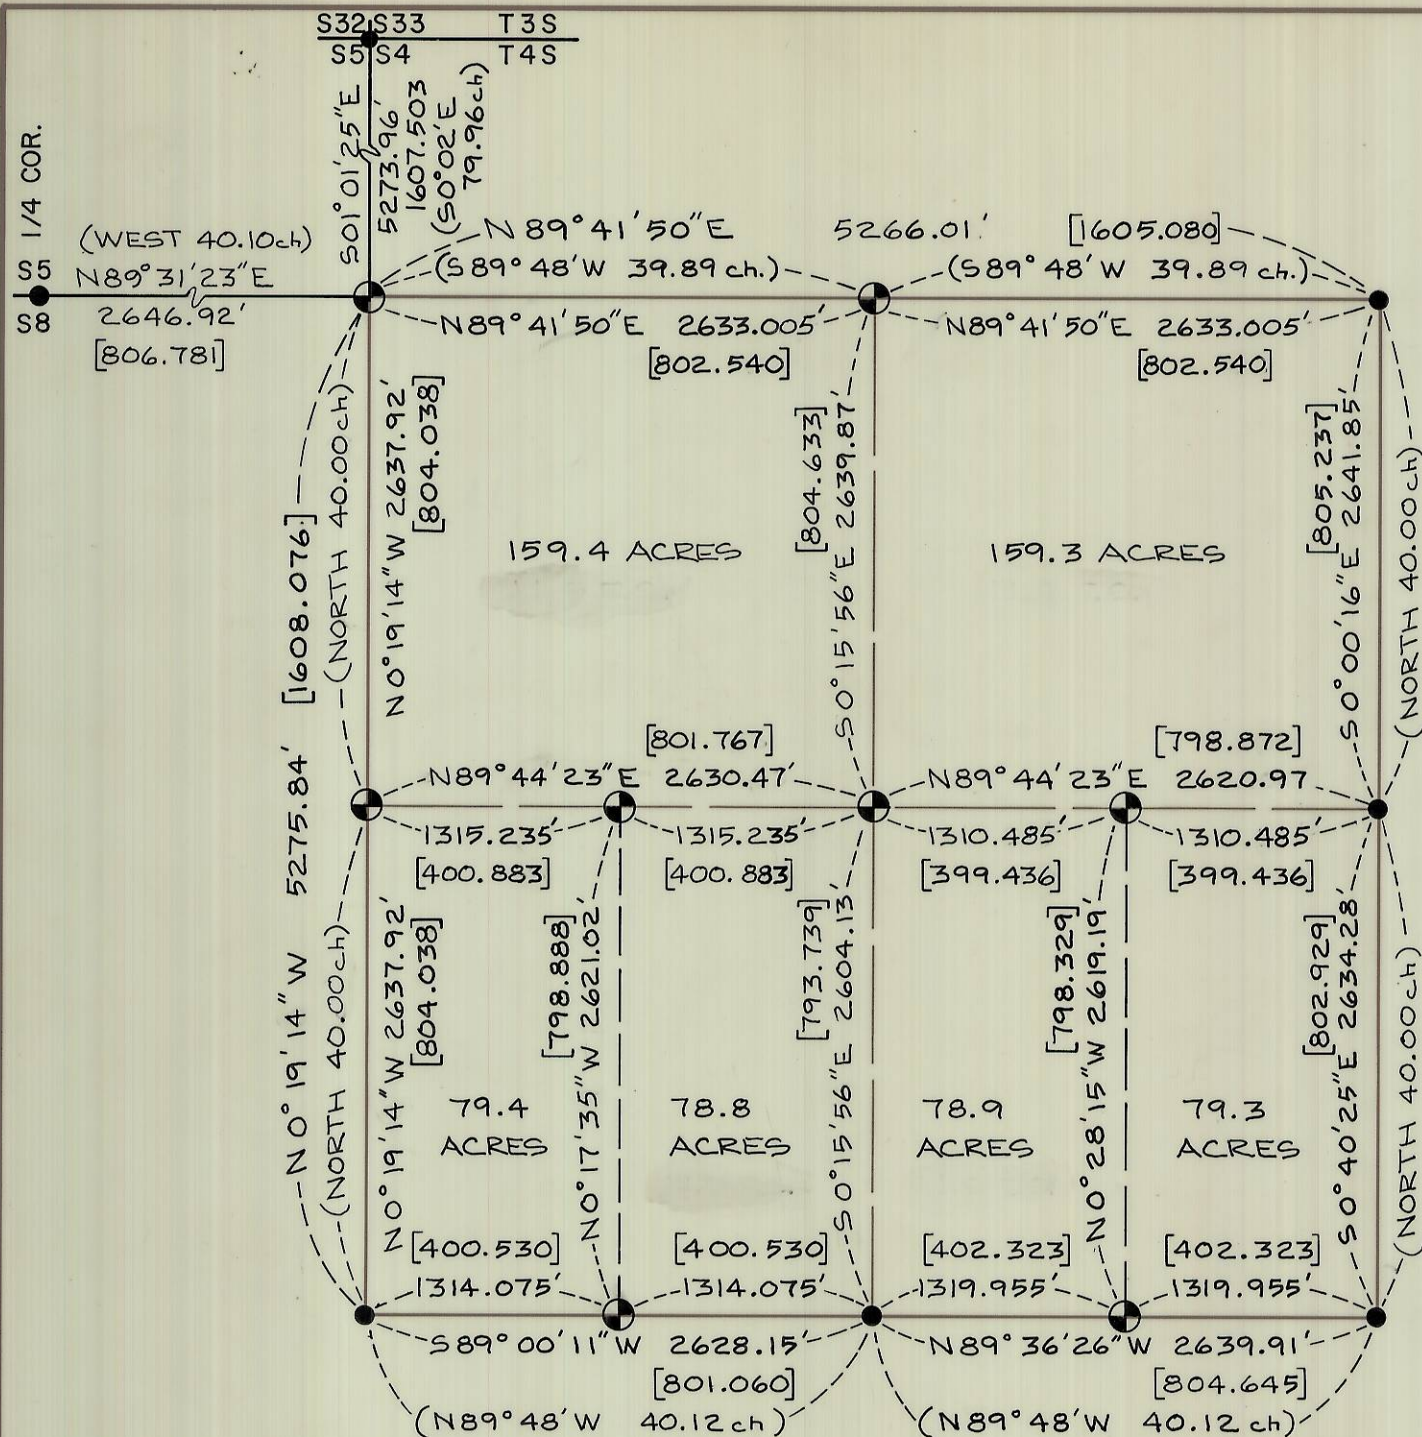 S32 S33 T3S
S5 S4 T4S
1/4 COR.
S5
S8
(WEST 40.10ch)
N89°31'23"E
2646.92'
[806.781]
S01°01'25"E
5273.96'
1607.503
(S0°02'E
79.96ch)
N89°41'50"E 5266.01' [1605.080]
(S89°48'W 39.89 ch.) (S89°48'W 39.89 ch.)
N89°41'50"E 2633.005' N89°41'50"E 2633.005'
[802.540] [802.540]
N0°19'14"W 5275.84' [1608.076]
(NORTH 40.00ch)
N0°19'14"W 2637.92'
[804.038]
159.4 ACRES
[804.633]
S0°15'56"E 2639.87'
159.3 ACRES
[805.237]
S0°00'16"E 2641.85'
(NORTH 40.00ch)
[801.767] [798.872]
N89°44'23"E 2630.47' N89°44'23"E 2620.97
1315.235' 1315.235' 1310.485' 1310.485'
[400.883] [400.883] [399.436] [399.436]
(NORTH 40.00ch)
N0°19'14"W 2637.92'
[804.038]
79.4
ACRES
[798.888]
N0°17'35"W 2621.02'
78.8
ACRES
[793.739]
S0°15'56"E 2604.13'
78.9
ACRES
[798.329]
N0°28'15"W 2619.19'
79.3
ACRES
[802.929]
S0°40'25"E 2634.28'
(NORTH 40.00ch)
[400.530] [400.530] [402.323] [402.323]
1314.075' 1314.075' 1319.955' 1319.955'
S89°00'11"W 2628.15' N89°36'26"W 2639.91'
[801.060] [804.645]
(N89°48'W 40.12 ch) (N89°48'W 40.12 ch)